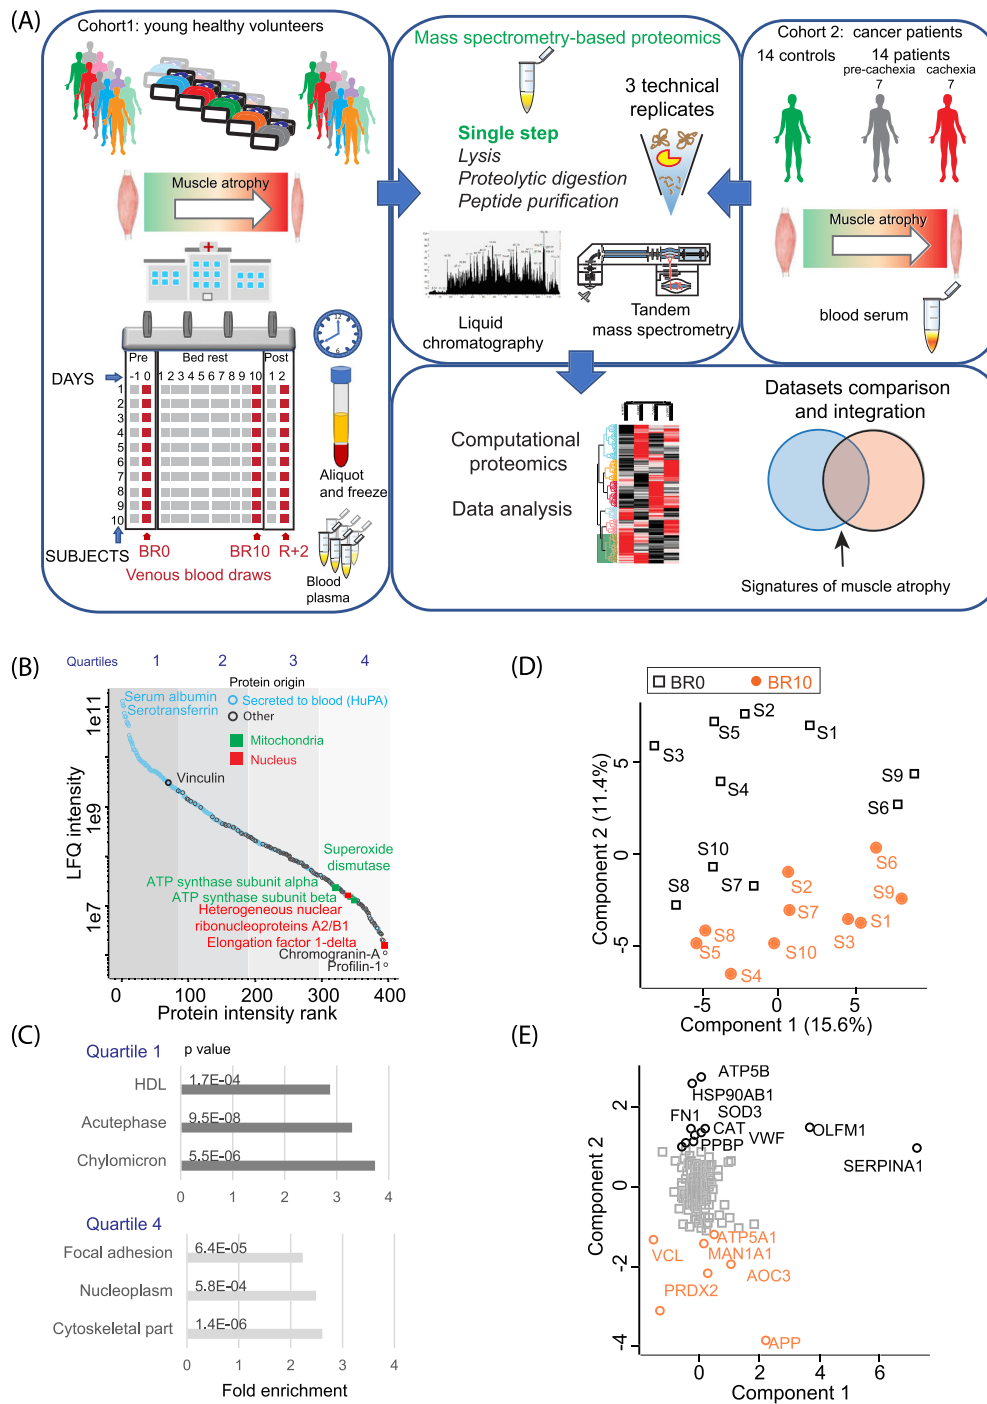 (A)
Cohort1: young healthy volunteers
Muscle atrophy
Pre
Bed rest
Post
DAYS
-1 0 1 2 3 4 5 6 7 8 9 10 1 2
1
2
3
4
5
6
7
8
9
10
SUBJECTS
BR0
BR10
R+2
Venous blood draws
12
6
Aliquot
and freeze
Blood
plasma
Mass spectrometry-based proteomics
3 technical
replicates
Single step
Lysis
Proteolytic digestion
Peptide purification
Liquid
chromatography
Tandem
mass spectrometry
Cohort 2: cancer patients
14 controls
14 patients
pre-cachexia
cachexia
7
7
Muscle atrophy
blood serum
Computational
proteomics
Data analysis
Datasets comparison
and integration
Signatures of muscle atrophy
(B)
Quartiles 1 2 3 4
Protein origin
Secreted to blood (HuPA)
Other
Mitochondria
Nucleus
Serum albumin
Serotransferrin
Vinculin
Superoxide
dismutase
ATP synthase subunit alpha
ATP synthase subunit beta
Heterogeneous nuclear
ribonucleoproteins A2/B1
Elongation factor 1-delta
Chromogranin-A
Profilin-1
LFQ intensity
1e11
1e9
1e7
0 100 200 300 400
Protein intensity rank
(C)
Quartile 1
p value
HDL 1.7E-04
Acutephase 9.5E-08
Chylomicron 5.5E-06
0 1 2 3 4
Quartile 4
Focal adhesion 6.4E-05
Nucleoplasm 5.8E-04
Cytoskeletal part 1.4E-06
0 1 2 3 4
Fold enrichment
(D)
BR0
BR10
S2
S5
S1
S3
S4
S9
S6
S10
S8
S7
S6
S2
S9
S7
S1
S3
S8
S5
S10
S4
5
0
-5
Component 2 (11.4%)
-5 0 5
Component 1 (15.6%)
(E)
ATP5B
HSP90AB1
SOD3
FN1
CAT
VWF
PPBP
OLFM1
SERPINA1
ATP5A1
VCL
MAN1A1
AOC3
PRDX2
APP
2
0
-2
-4
Component 2
0 2 4 6
Component 1